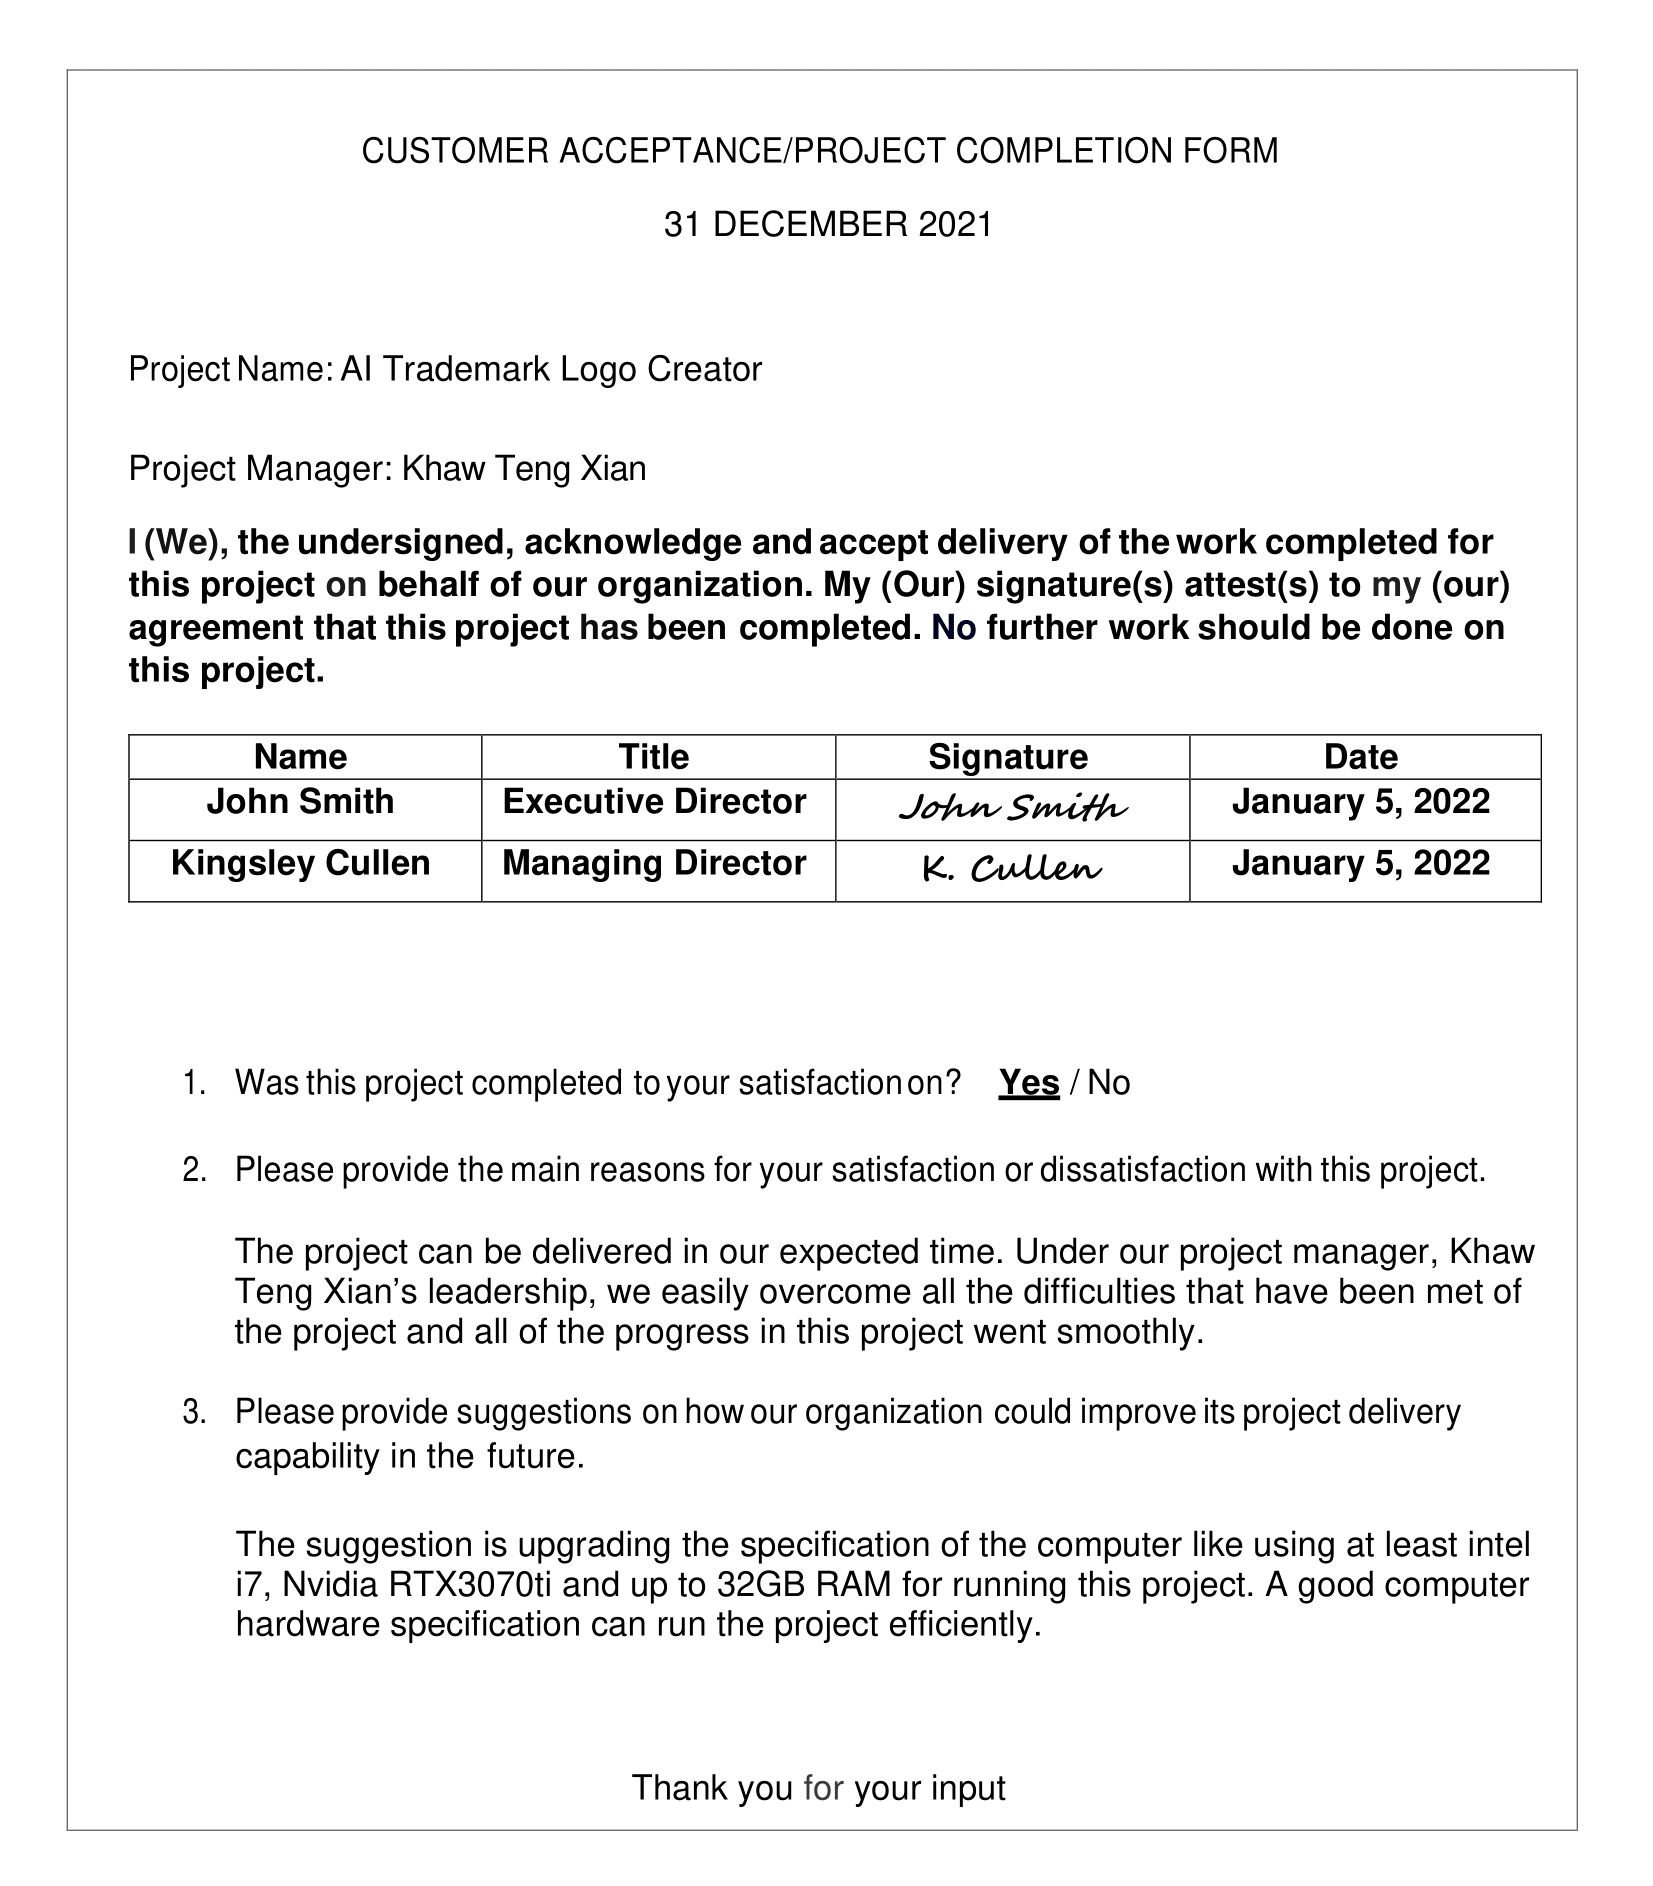 CUSTOMER ACCEPTANCE/PROJECT COMPLETION FORM
31 DECEMBER 2021
Project Name: AI Trademark Logo Creator
Project Manager: Khaw Teng Xian
I (We), the undersigned, acknowledge and accept delivery of the work completed for
this project on behalf of our organization. My (Our) signature(s) attest(s) to my (our)
agreement that this project has been completed. No further work should be done on
this project.
Name Title Signature Date
John Smith Executive Director John Smith January 5, 2022
Kingsley Cullen Managing Director K. Cullen January 5, 2022
1. Was this project completed to your satisfaction on? Yes / No
2. Please provide the main reasons for your satisfaction or dissatisfaction with this project.
The project can be delivered in our expected time. Under our project manager, Khaw
Teng Xian’s leadership, we easily overcome all the difficulties that have been met of
the project and all of the progress in this project went smoothly.
3. Please provide suggestions on how our organization could improve its project delivery
capability in the future.
The suggestion is upgrading the specification of the computer like using at least intel
i7, Nvidia RTX3070ti and up to 32GB RAM for running this project. A good computer
hardware specification can run the project efficiently.
Thank you for your input